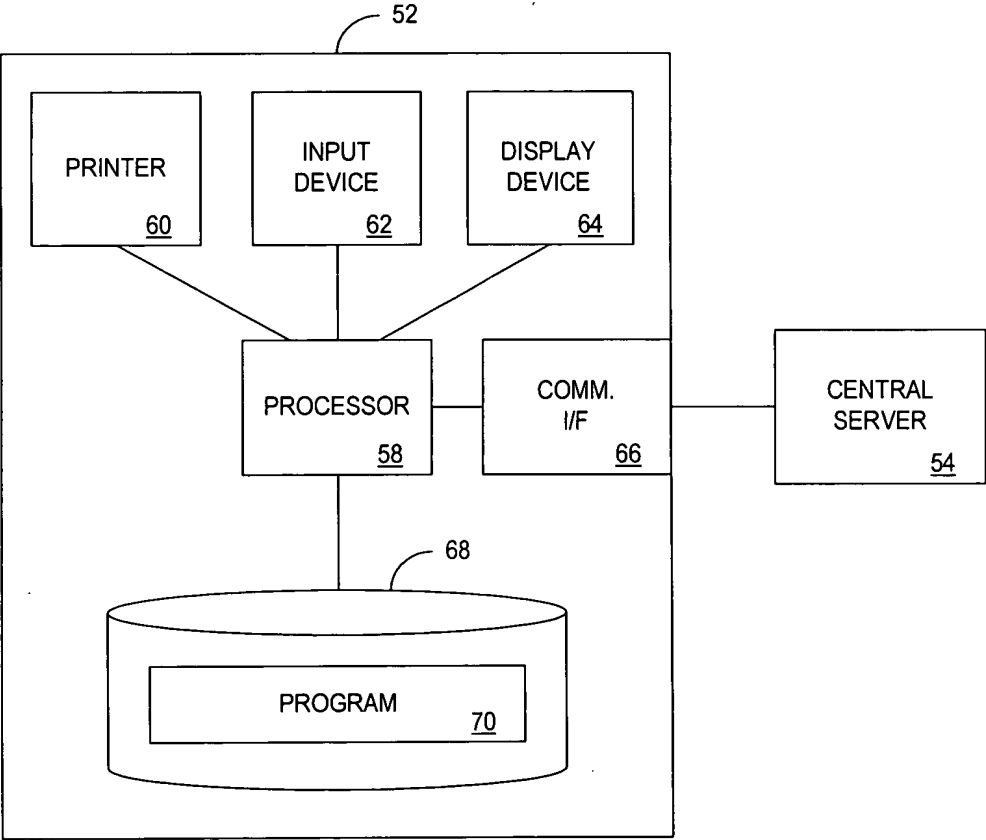 52
PRINTER
60
INPUT
DEVICE
62
DISPLAY
DEVICE
64
PROCESSOR
58
COMM.
I/F
66
CENTRAL
SERVER
54
68
PROGRAM
70